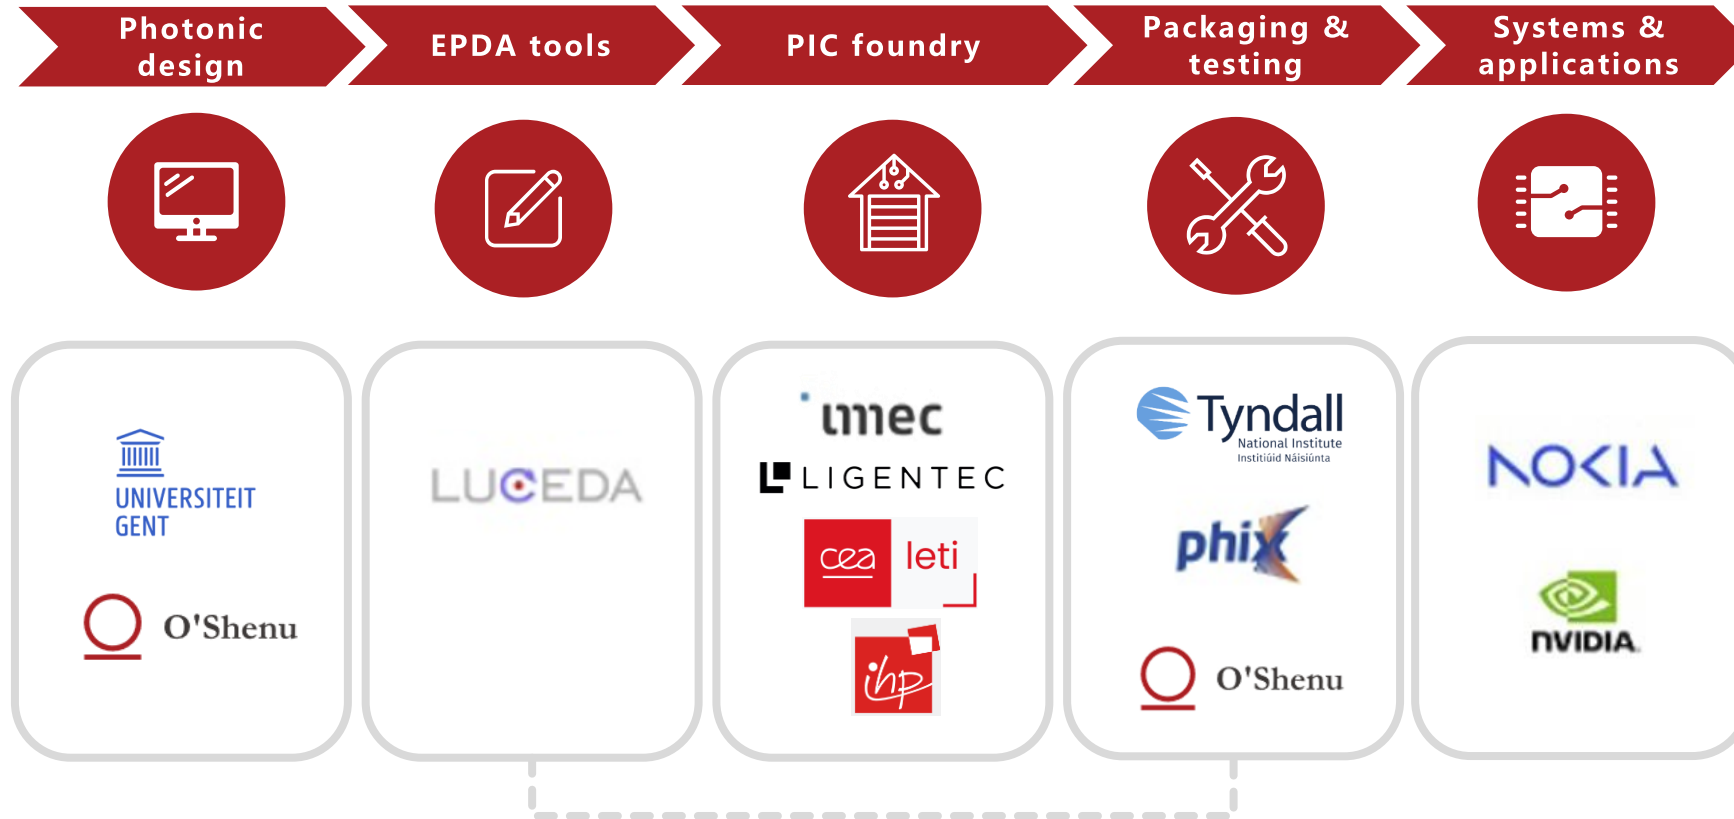 Photonic
design
EPDA tools
PIC foundry
Packaging &
testing
Systems &
applications
UNIVERSITEIT
GENT
O'Shenu
LUCEDA
imec
LIGENTEC
cea leti
ihp
Tyndall
National Institute
Institiúid Náisiúnta
phix
O'Shenu
NOKIA
NVIDIA.